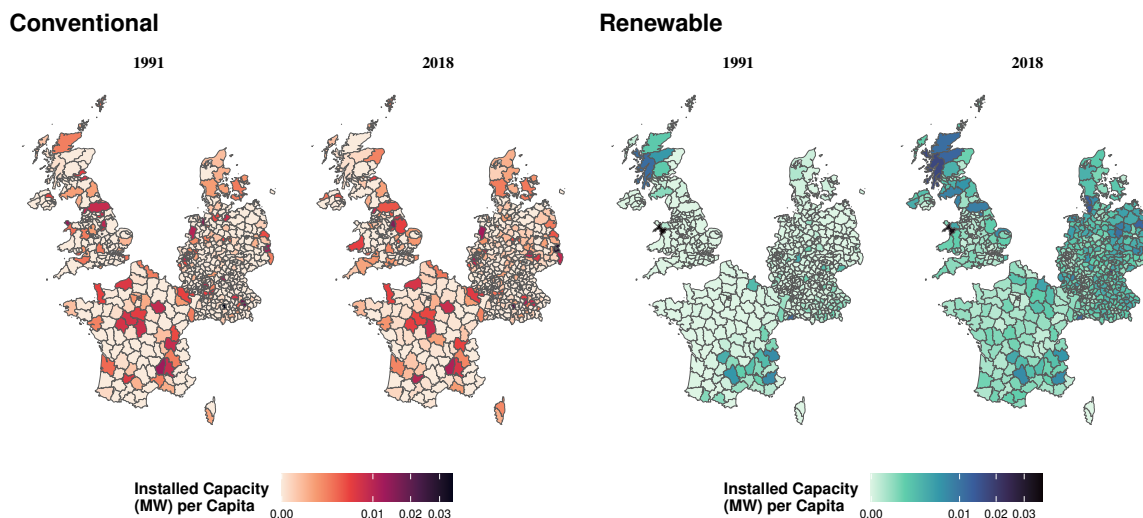 Conventional
1991
2018
Installed Capacity
(MW) per Capita
0.00
0.01
0.02
0.03
Renewable
1991
2018
Installed Capacity
(MW) per Capita
0.00
0.01
0.02
0.03